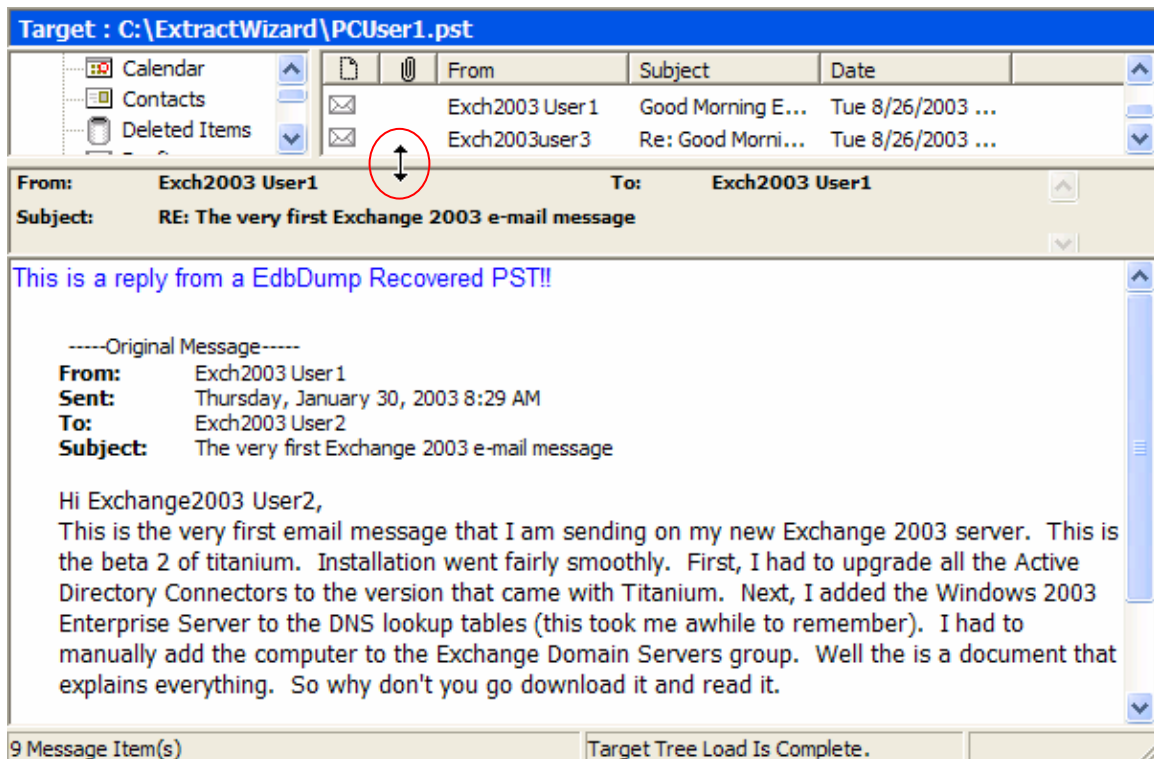 Target : C:\ExtractWizard\PCUser1.pst
Calendar
Contacts
Deleted Items
From Subject Date
Exch2003 User1 Good Morning E... Tue 8/26/2003 ...
Exch2003user3 Re: Good Morni... Tue 8/26/2003 ...
From: Exch2003 User1 To: Exch2003 User1
Subject: RE: The very first Exchange 2003 e-mail message
This is a reply from a EdbDump Recovered PST!!
-----Original Message-----
From: Exch2003 User1
Sent: Thursday, January 30, 2003 8:29 AM
To: Exch2003 User2
Subject: The very first Exchange 2003 e-mail message
Hi Exchange2003 User2,
This is the very first email message that I am sending on my new Exchange 2003 server. This is
the beta 2 of titanium. Installation went fairly smoothly. First, I had to upgrade all the Active
Directory Connectors to the version that came with Titanium. Next, I added the Windows 2003
Enterprise Server to the DNS lookup tables (this took me awhile to remember). I had to
manually add the computer to the Exchange Domain Servers group. Well the is a document that
explains everything. So why don't you go download it and read it.
9 Message Item(s) Target Tree Load Is Complete.